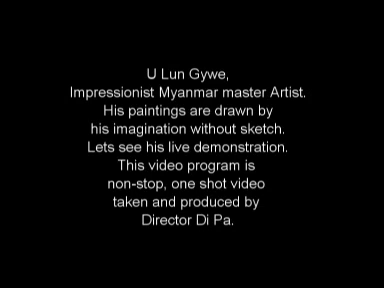 U Lun Gywe,
Impressionist Myanmar master Artist.
His paintings are drawn by
his imagination without sketch.
Lets see his live demonstration.
This video program is
non-stop, one shot video
taken and produced by
Director Di Pa.